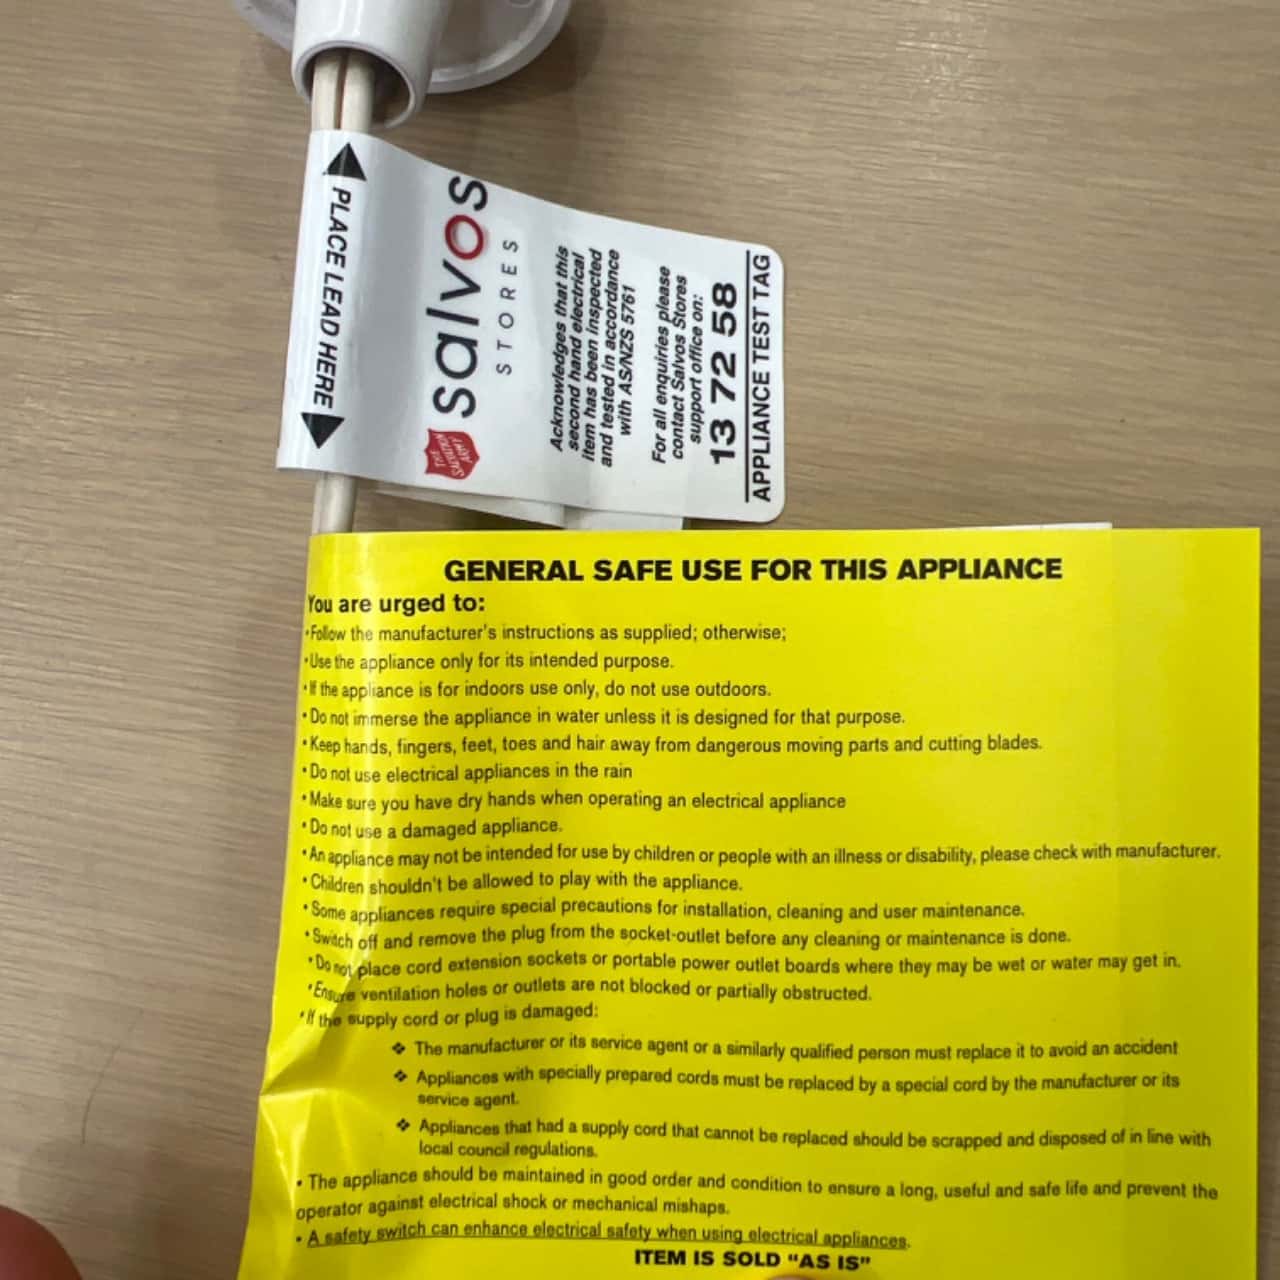 PLACE LEAD HERE
THE
SALVATION
ARMY
salvos
STORES
Acknowledges that this
second hand electrical
item has been inspected
and tested in accordance
with AS/NZS 5761
For all enquiries please
contact Salvos Stores
support office on:
13 72 58
APPLIANCE TEST TAG
GENERAL SAFE USE FOR THIS APPLIANCE
You are urged to:
•Follow the manufacturer's instructions as supplied; otherwise;
•Use the appliance only for its intended purpose.
•If the appliance is for indoors use only, do not use outdoors.
•Do not immerse the appliance in water unless it is designed for that purpose.
•Keep hands, fingers, feet, toes and hair away from dangerous moving parts and cutting blades.
•Do not use electrical appliances in the rain
•Make sure you have dry hands when operating an electrical appliance
•Do not use a damaged appliance.
•An appliance may not be intended for use by children or people with an illness or disability, please check with manufacturer.
•Children shouldn't be allowed to play with the appliance.
•Some appliances require special precautions for installation, cleaning and user maintenance.
•Switch off and remove the plug from the socket-outlet before any cleaning or maintenance is done.
•Do not place cord extension sockets or portable power outlet boards where they may be wet or water may get in.
•Ensure ventilation holes or outlets are not blocked or partially obstructed.
•If the supply cord or plug is damaged:
❖ The manufacturer or its service agent or a similarly qualified person must replace it to avoid an accident
❖ Appliances with specially prepared cords must be replaced by a special cord by the manufacturer or its
service agent.
❖ Appliances that had a supply cord that cannot be replaced should be scrapped and disposed of in line with
local council regulations.
• The appliance should be maintained in good order and condition to ensure a long, useful and safe life and prevent the
operator against electrical shock or mechanical mishaps.
• A safety switch can enhance electrical safety when using electrical appliances.
ITEM IS SOLD "AS IS"